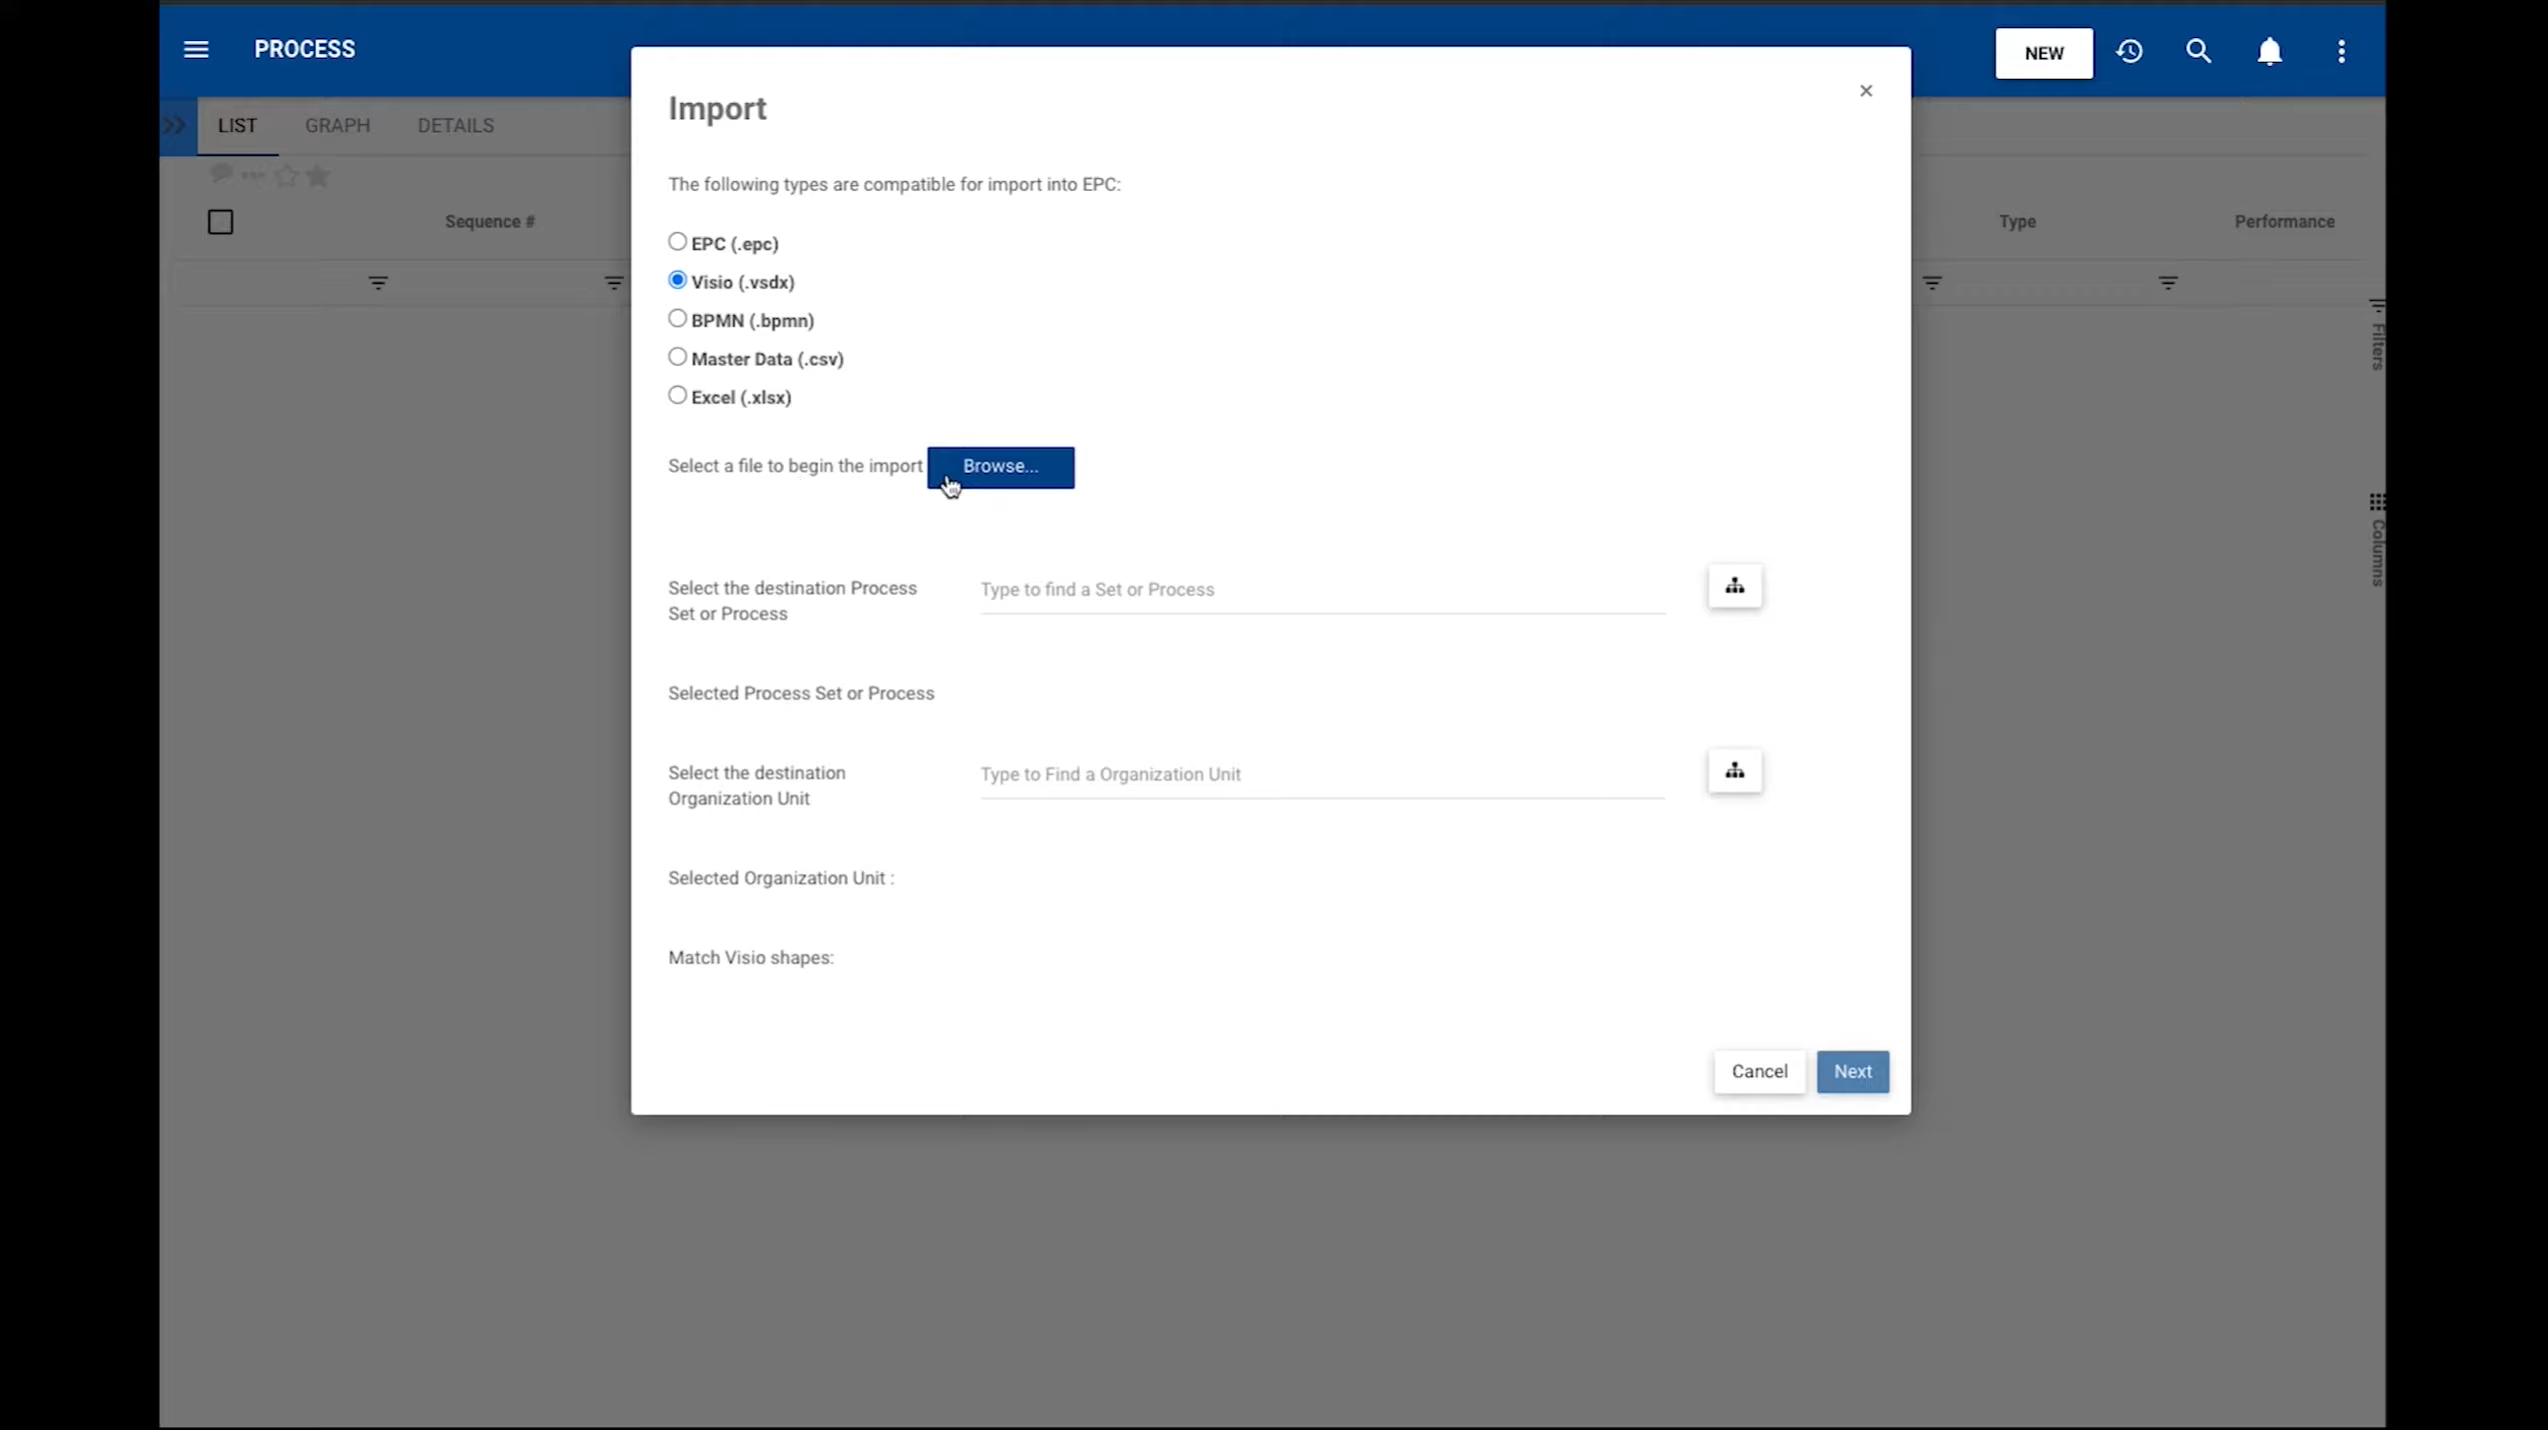 PROCESS
NEW
LIST
GRAPH
DETAILS
Sequence #
Type
Performance
Filters
Columns
Import
×
The following types are compatible for import into EPC:
EPC (.epc)
Visio (.vsdx)
BPMN (.bpmn)
Master Data (.csv)
Excel (.xlsx)
Select a file to begin the import
Browse...
Select the destination Process
Set or Process
Type to find a Set or Process
Selected Process Set or Process
Select the destination
Organization Unit
Type to Find a Organization Unit
Selected Organization Unit :
Match Visio shapes:
Cancel
Next